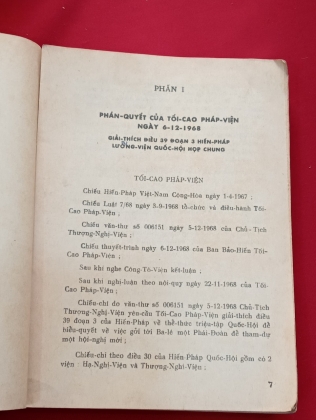 PHẦN I
PHÁN-QUYẾT CỦA TỐI-CAO PHÁP-VIỆN
NGÀY 6-12-1968
GIẢI-THÍCH ĐIỀU 39 ĐOẠN 3 HIẾN-PHÁP
LƯỠNG-VIỆN QUỐC-HỘI HỌP CHUNG
TỐI-CAO PHÁP-VIỆN
Chiếu Hiến-Pháp Việt-Nam Cộng-Hòa ngày 1-4-1967 ;
Chiếu Luật 7/68 ngày 3-9-1968 tổ-chức và điều-hành Tối-
Cao Pháp-Viện ;
Chiếu văn-thư số 006151 ngày 5-12-1968 của Chủ-Tịch
Thượng-Nghị-Viện ;
Chiếu thuyết-trình ngày 6-12-1968 của Ban Bảo-Hiến Tối-
Cao Pháp-Viện ;
Sau khi nghe Công-Tố-Viện kết-luận ;
Sau khi nghị-luận theo nội-quy ngày 22-11-1968 của Tối-
Cao Pháp-Viện ;
Chiếu-chi do văn-thư số 006151 ngày 5-12-1968 Chủ-Tịch
Thượng-Nghị-Viện yêu-cầu Tối-Cao Pháp-Viện giải-thích điều
39 đoạn 3 của Hiến-Pháp về thể-thức triệu-tập Quốc-Hội để
biểu-quyết về việc gửi tới Ba-lê một Phái-Đoàn để tham-dự
một hội-nghị mới ;
Chiếu-chi theo điều 30 của Hiến-Pháp Quốc-Hội gồm có 2
viện : Hạ-Nghị-Viện và Thượng-Nghị-Viện ;
7